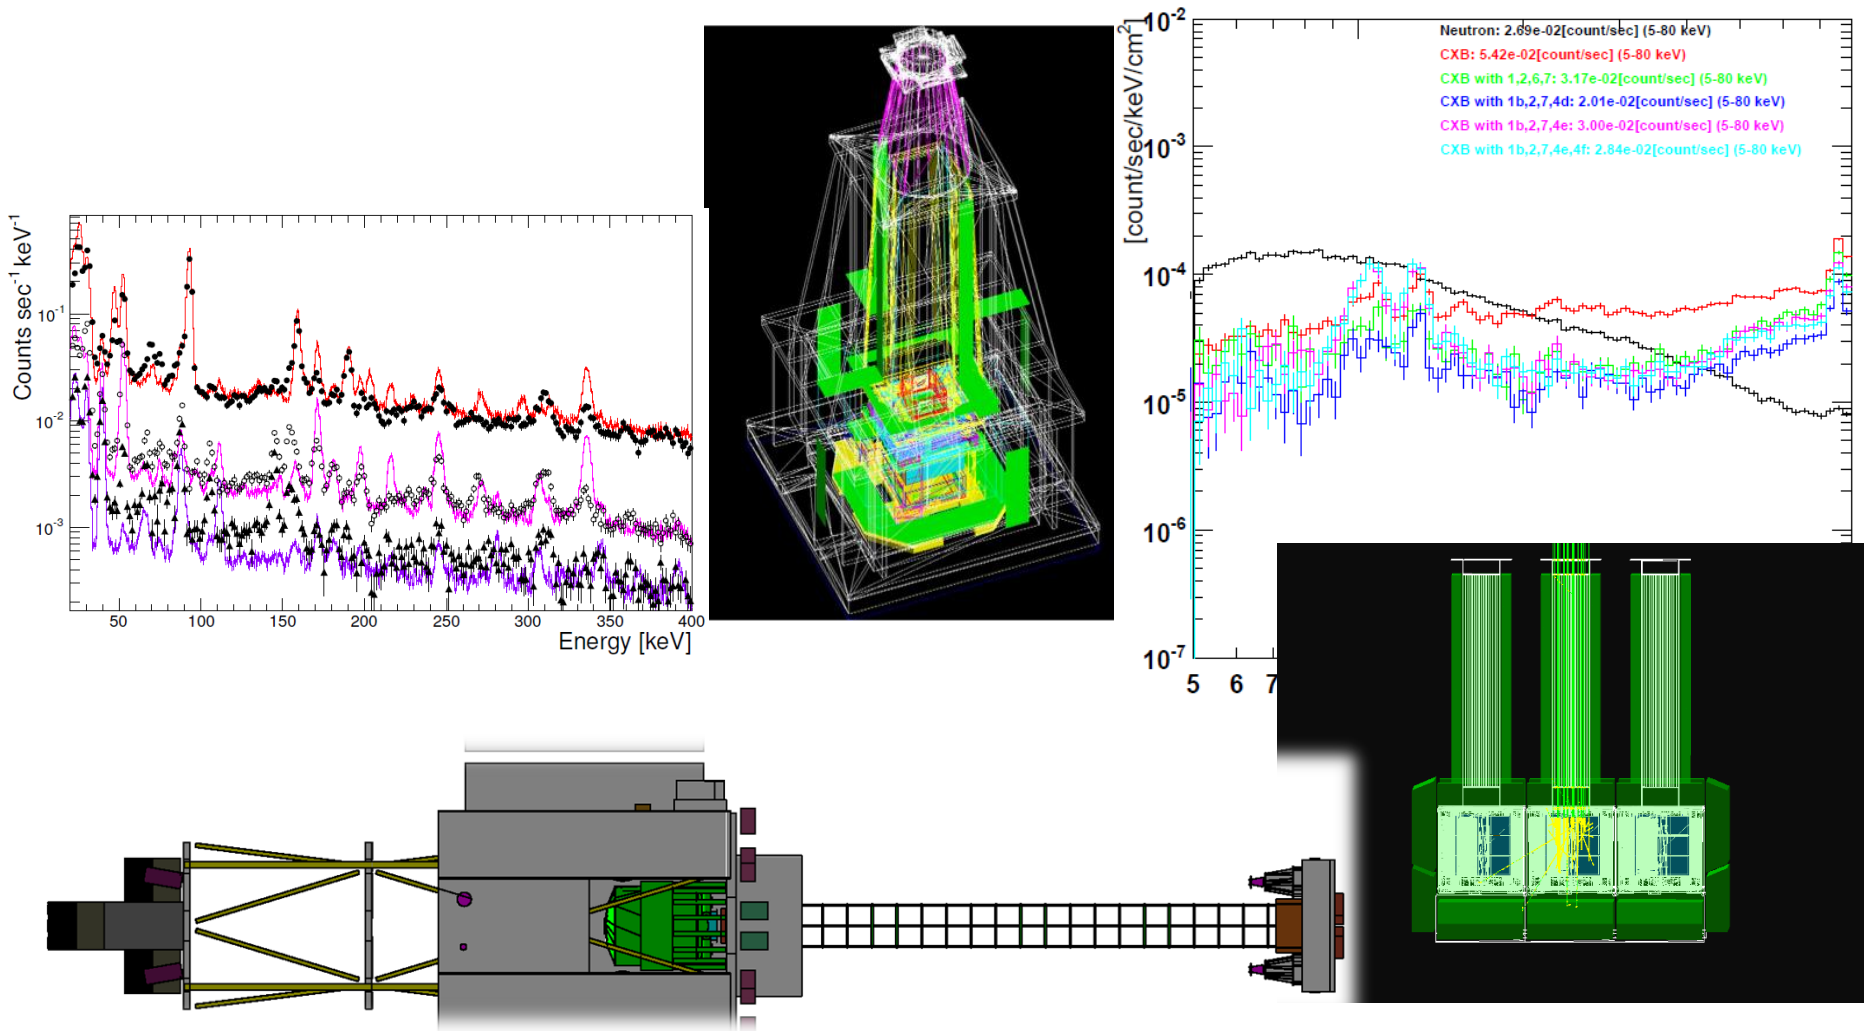 Counts sec⁻¹ keV⁻¹
10⁻¹
10⁻²
10⁻³
50 100 150 200 250 300 350 400
Energy [keV]
[count/sec/keV/cm²]
10⁻²
10⁻³
10⁻⁴
10⁻⁵
10⁻⁶
10⁻⁷
5 6 7
Neutron: 2.69e-02[count/sec] (5-80 keV)
CXB: 5.42e-02[count/sec] (5-80 keV)
CXB with 1,2,6,7: 3.17e-02[count/sec] (5-80 keV)
CXB with 1b,2,7,4d: 2.01e-02[count/sec] (5-80 keV)
CXB with 1b,2,7,4e: 3.00e-02[count/sec] (5-80 keV)
CXB with 1b,2,7,4e,4f: 2.84e-02[count/sec] (5-80 keV)